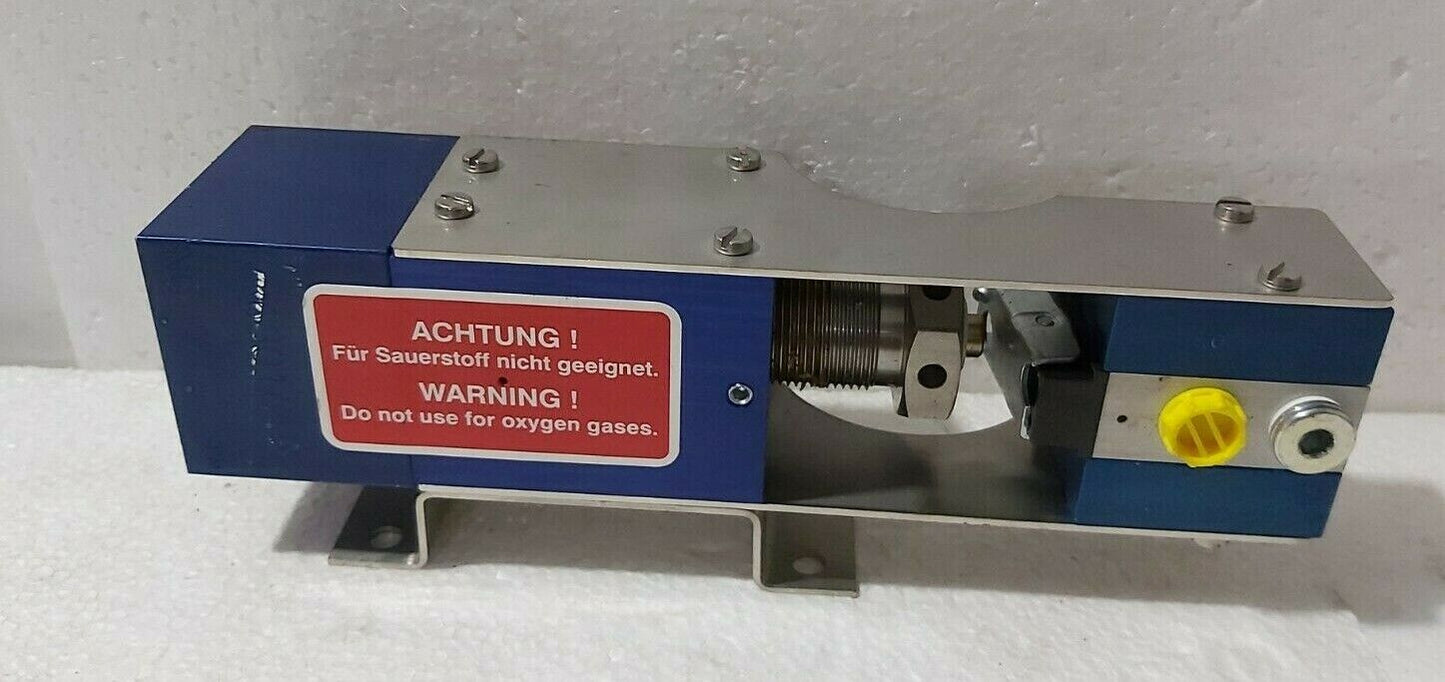 ACHTUNG !
Für Sauerstoff nicht geeignet.
WARNING !
Do not use for oxygen gases.